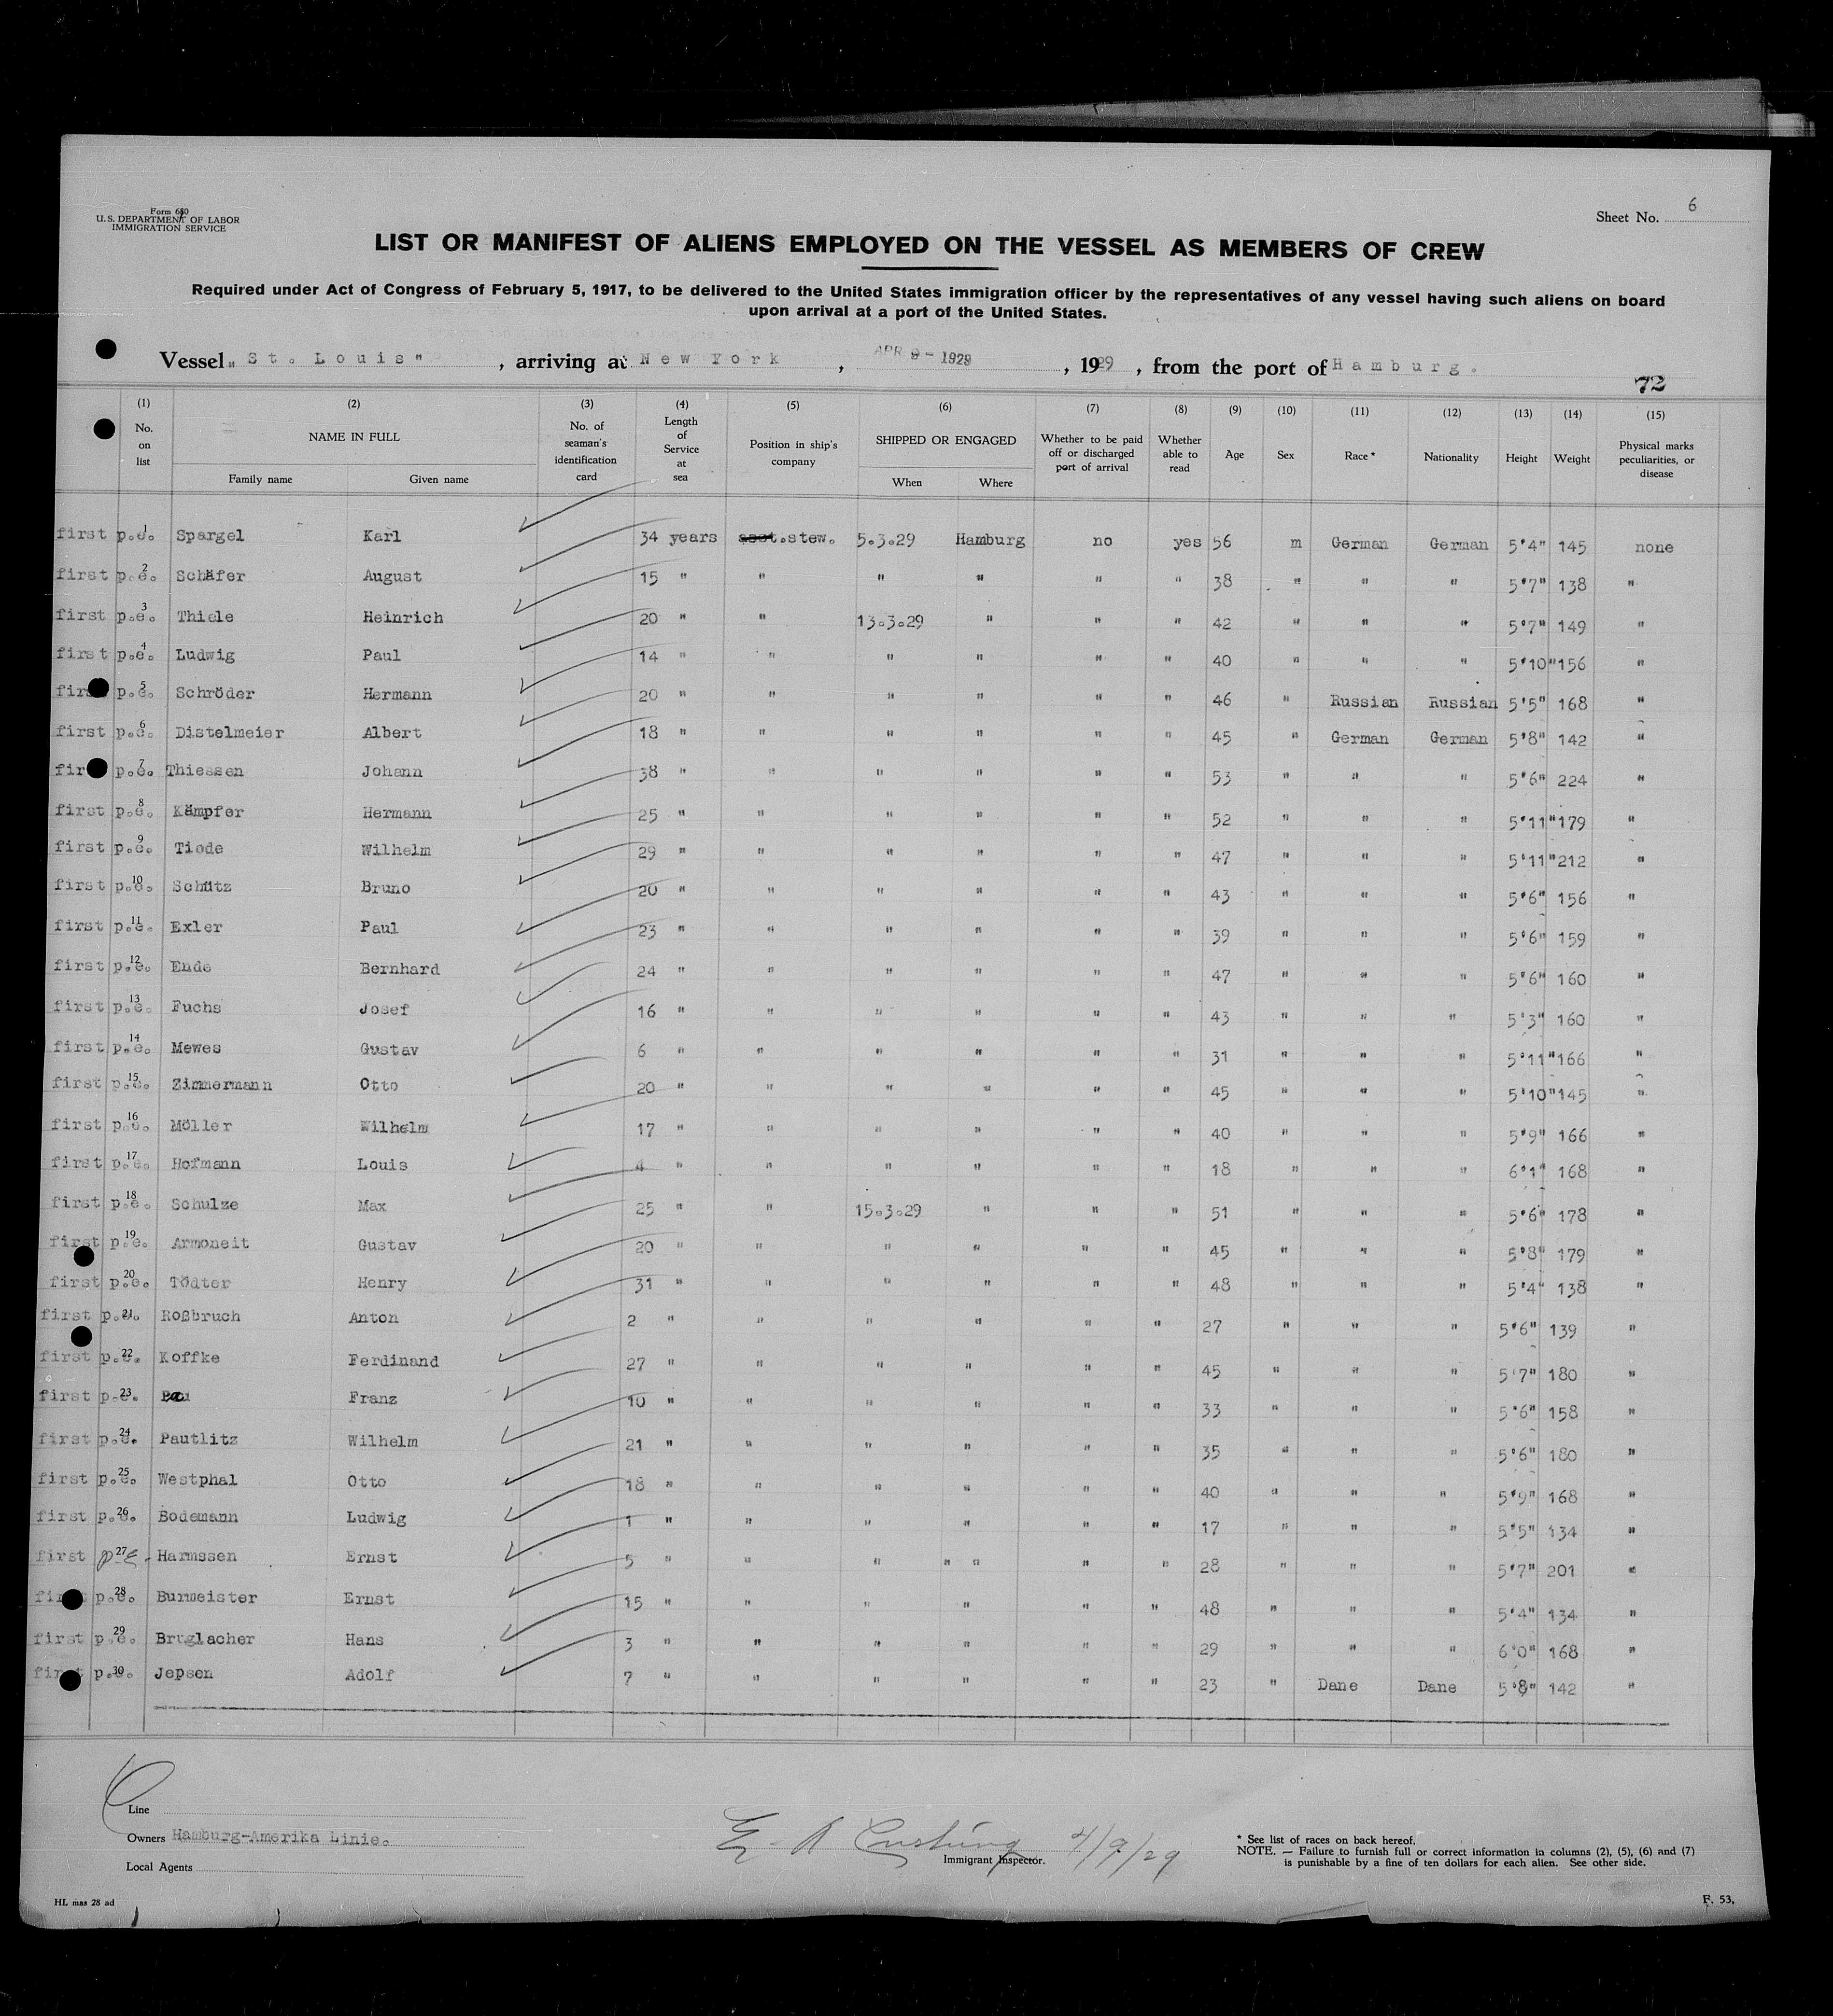 Form 680
U. S. DEPARTMENT OF LABOR
IMMIGRATION SERVICE
Sheet No. 6
LIST OR MANIFEST OF ALIENS EMPLOYED ON THE VESSEL AS MEMBERS OF CREW
Required under Act of Congress of February 5, 1917, to be delivered to the United States immigration officer by the representatives of any vessel having such aliens on board
upon arrival at a port of the United States.
Vessel „St. Louis" , arriving at New York , APR 9 - 1929 , 1929 , from the port of Hamburg.
72
(1) (2) (3) (4) (5) (6) (7) (8) (9) (10) (11) (12) (13) (14) (15)
No. on list NAME IN FULL Family name Given name No. of seaman's identification card Length of Service at sea Position in ship's company SHIPPED OR ENGAGED When Where Whether to be paid off or discharged port of arrival Whether able to read Age Sex Race * Nationality Height Weight Physical marks peculiarities, or disease
first p.e. 1 Spargel Karl 34 years asst.stew. 5.3.29 Hamburg no yes 56 m German German 5'4" 145 none
first p.e. 2 Schäfer August 15 " " " " " " 38 " " " 5'7" 138 "
first p.e. 3 Thiele Heinrich 20 " " 13.3.29 " " " 42 " " " 5'7" 149 "
first p.e. 4 Ludwig Paul 14 " " " " " " 40 " " " 5'10" 156 "
first p.e. 5 Schröder Hermann 20 " " " " " " 46 " Russian Russian 5'5" 168 "
first p.e. 6 Distelmeier Albert 18 " " " " " " 45 " German German 5'8" 142 "
first p.e. 7 Thiessen Johann 38 " " " " " " 53 " " " 5'6" 224 "
first p.e. 8 Kämpfer Hermann 25 " " " " " " 52 " " " 5'11" 179 "
first p.e. 9 Tiede Wilhelm 29 " " " " " " 47 " " " 5'11" 212 "
first p.e. 10 Schütz Bruno 20 " " " " " " 43 " " " 5'6" 156 "
first p.e. 11 Exler Paul 23 " " " " " " 39 " " " 5'6" 159 "
first p.e. 12 Ende Bernhard 24 " " " " " " 47 " " " 5'6" 160 "
first p.e. 13 Fuchs Josef 16 " " " " " " 43 " " " 5'3" 160 "
first p.e. 14 Mewes Gustav 6 " " " " " " 31 " " " 5'11" 166 "
first p.e. 15 Zimmermann Otto 20 " " " " " " 45 " " " 5'10" 145 "
first p.e. 16 Möller Wilhelm 17 " " " " " " 40 " " " 5'9" 166 "
first p.e. 17 Hofmann Louis 4 " " " " " " 18 " " " 6'1" 168 "
first p.e. 18 Schulze Max 25 " " 15.3.29 " " " 51 " " " 5'6" 178 "
first p.e. 19 Armoneit Gustav 20 " " " " " " 45 " " " 5'8" 179 "
first p.e. 20 Tödter Henry 31 " " " " " " 48 " " " 5'4" 138 "
first p.e. 21 Roßbruch Anton 2 " " " " " " 27 " " " 5'6" 139 "
first p.e. 22 Koffke Ferdinand 27 " " " " " " 45 " " " 5'7" 180 "
first p.e. 23 Franz 10 " " " " " " 33 " " " 5'6" 158 "
first p.e. 24 Pautlitz Wilhelm 21 " " " " " " 35 " " " 5'6" 180 "
first p.e. 25 Westphal Otto 18 " " " " " " 40 " " " 5'9" 168 "
first p.e. 26 Bodemann Ludwig 1 " " " " " " 17 " " " 5'5" 134 "
first p.e. 27 Harmssen Ernst 5 " " " " " " " 28 " " " 5'7" 201 "
first p.e. 28 Burmeister Ernst 15 " " " " " " 48 " " " 5'4" 134 "
first p.e. 29 Bruglacher Hans 3 " " " " " " 29 " " " 6'0" 168 "
first p.e. 30 Jepsen Adolf 7 " " " " " " 23 " Dane Dane 5'8" 142 "
Line
Owners Hamburg-Amerika Linie.
Local Agents
E. A Cushing 4/9/29
Immigrant Inspector.
* See list of races on back hereof.
NOTE. — Failure to furnish full or correct information in columns (2), (5), (6) and (7)
is punishable by a fine of ten dollars for each alien. See other side.
HL mas 28 ad
F. 53,